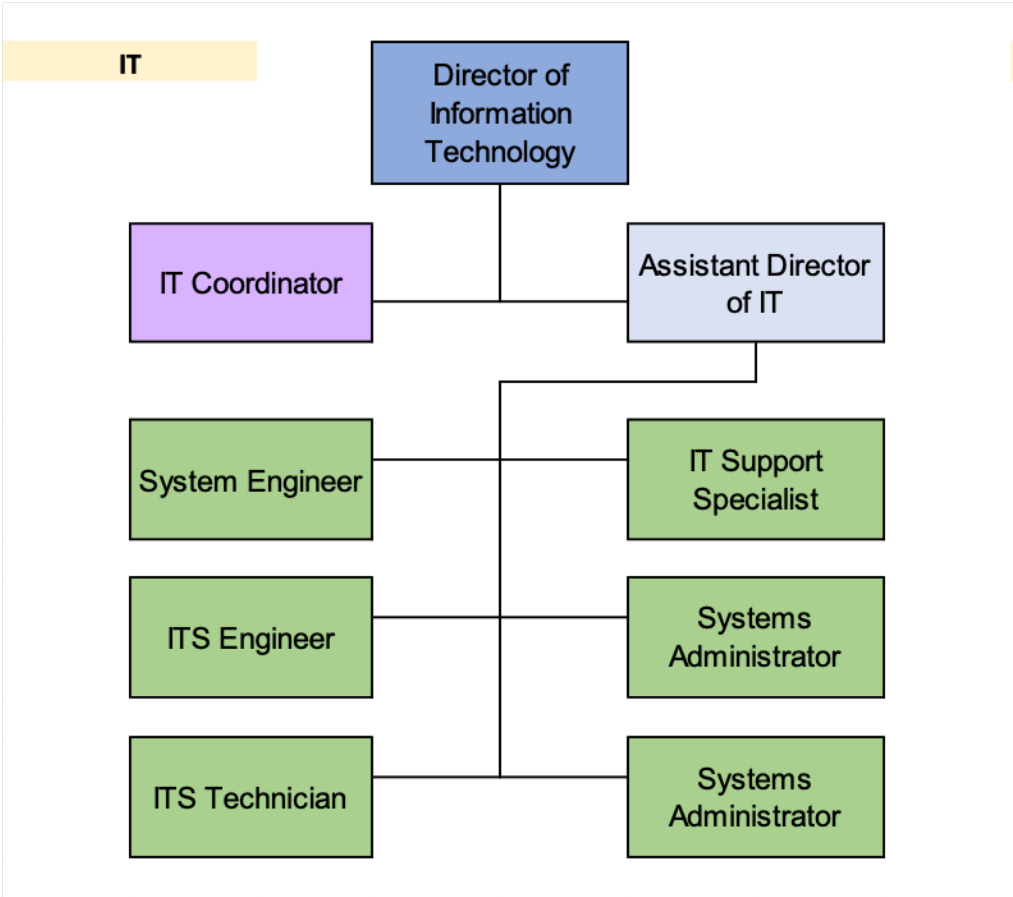 IT
Director of
Information
Technology
IT Coordinator
Assistant Director
of IT
System Engineer
IT Support
Specialist
ITS Engineer
Systems
Administrator
ITS Technician
Systems
Administrator